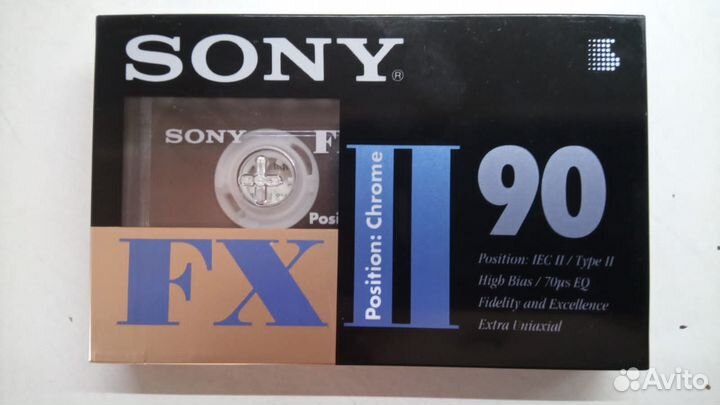 SONY®
SONY F
Posi
FX II 90
Position: Chrome
Position: IEC II / Type II
High Bias / 70µs EQ
Fidelity and Excellence
Extra Uniaxial
Avito